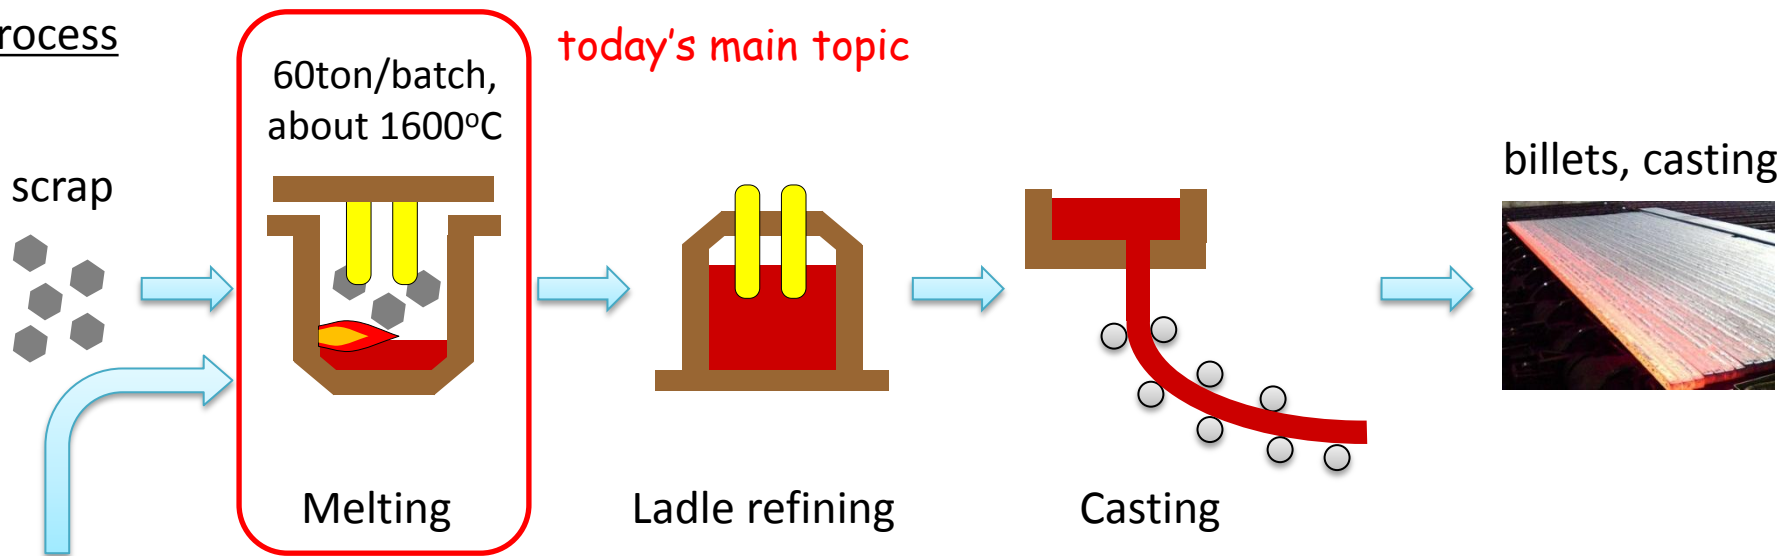 rocess
today's main topic
60ton/batch,
about 1600°C
scrap
billets, casting
Melting
Ladle refining
Casting